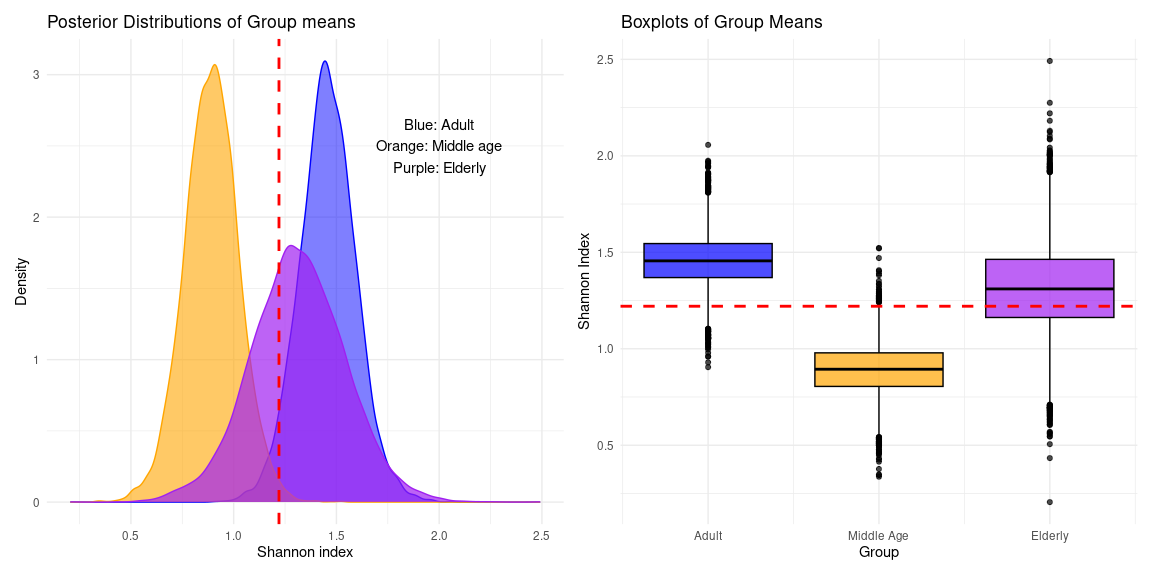 Posterior Distributions of Group means
Density
3
2
1
0
Blue: Adult
Orange: Middle age
Purple: Elderly
0.5 1.0 1.5 2.0 2.5
Shannon index
Boxplots of Group Means
Shannon Index
2.5
2.0
1.5
1.0
0.5
Adult Middle Age Elderly
Group